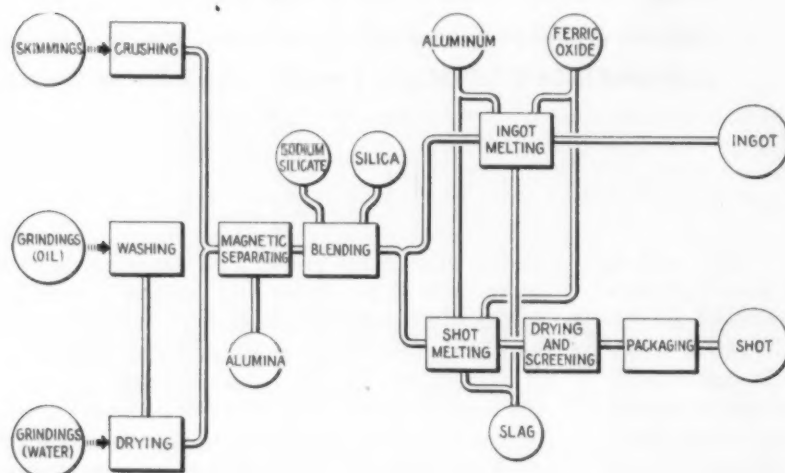 SKIMMINGS
CRUSHING
ALUMINUM
FERRIC
OXIDE
SODIUM
SILICATE
SILICA
INGOT
MELTING
INGOT
GRINDINGS
(OIL)
WASHING
MAGNETIC
SEPARATING
BLENDING
ALUMINA
SHOT
MELTING
DRYING
AND
SCREENING
PACKAGING
SHOT
GRINDINGS
(WATER)
DRYING
SLAG